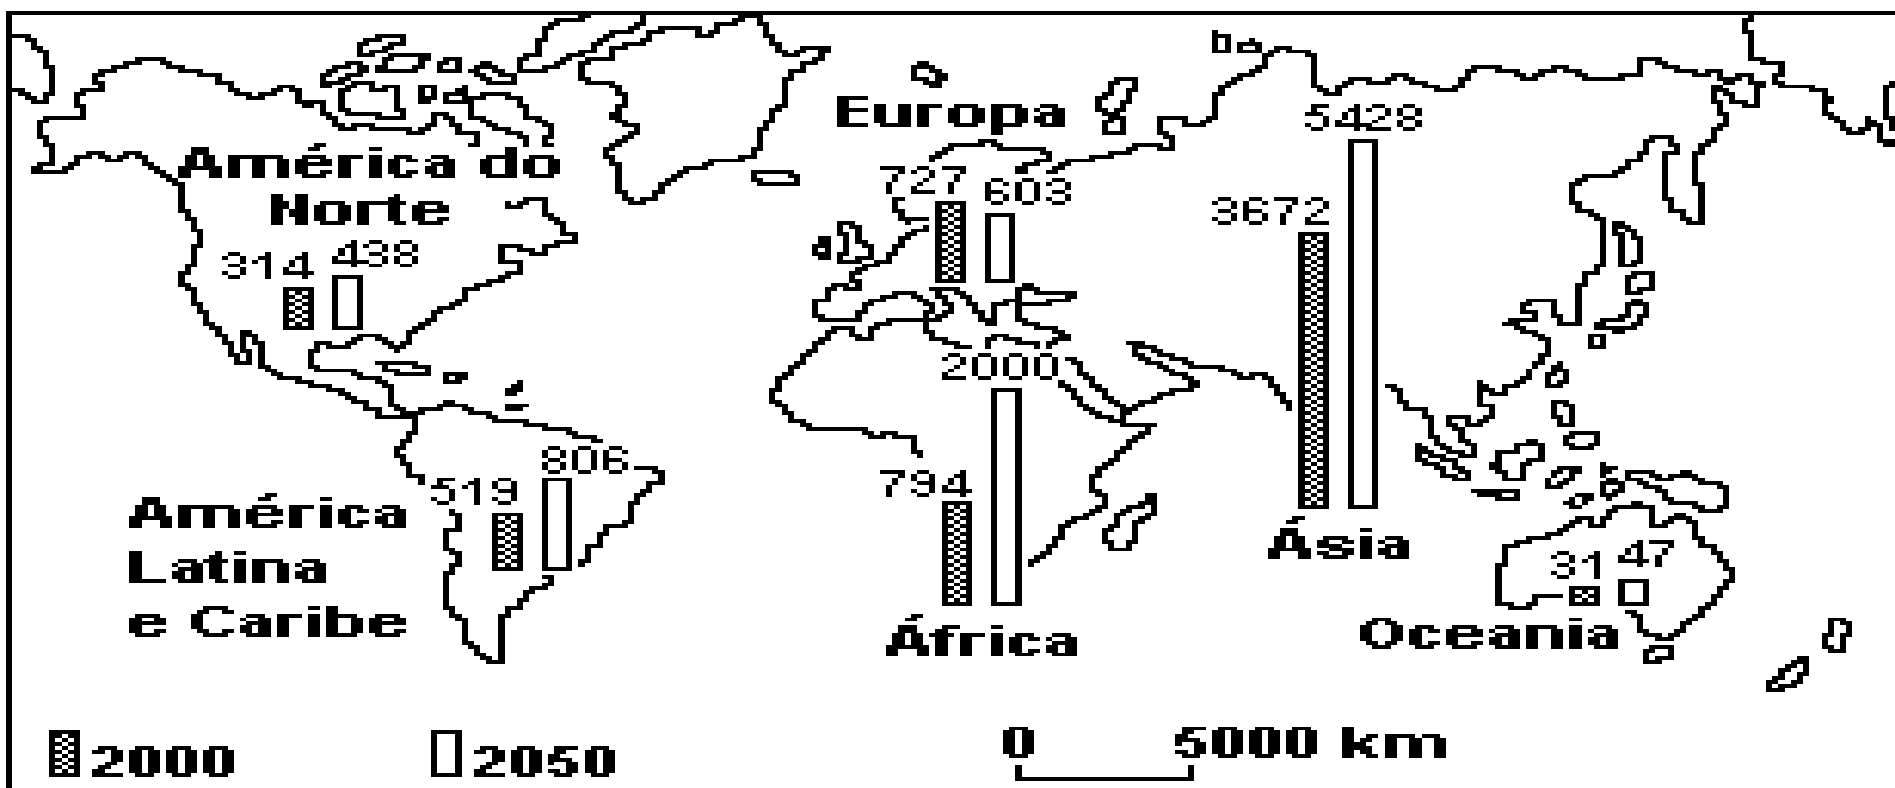 Europa
5428
América do
Norte
727
603
3672
314
438
2000
806
519
794
América
Latina
e Caribe
Ásia
31
47
África
Oceania
2000
2050
0
5000 km